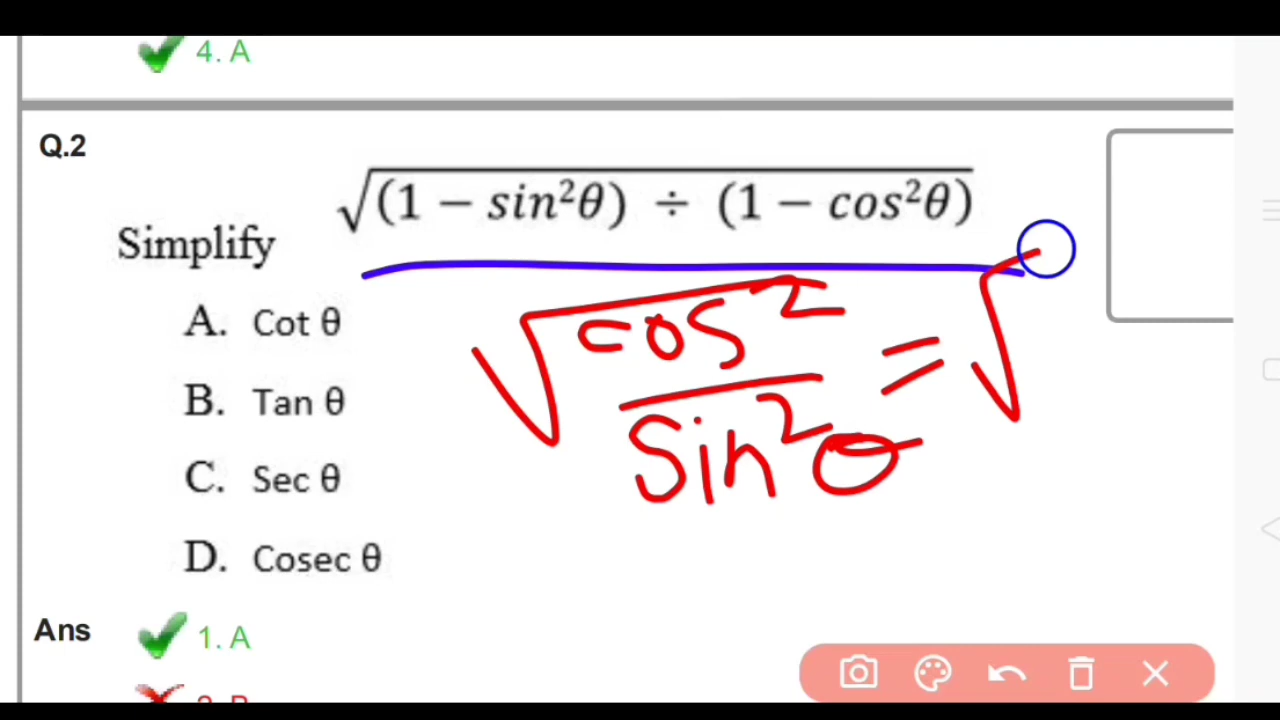 4. A
Q.2
Simplify √(1 − sin²θ) ÷ (1 − cos²θ)
√cos²/Sin²θ = √
A. Cot θ
B. Tan θ
C. Sec θ
D. Cosec θ
Ans 1. A